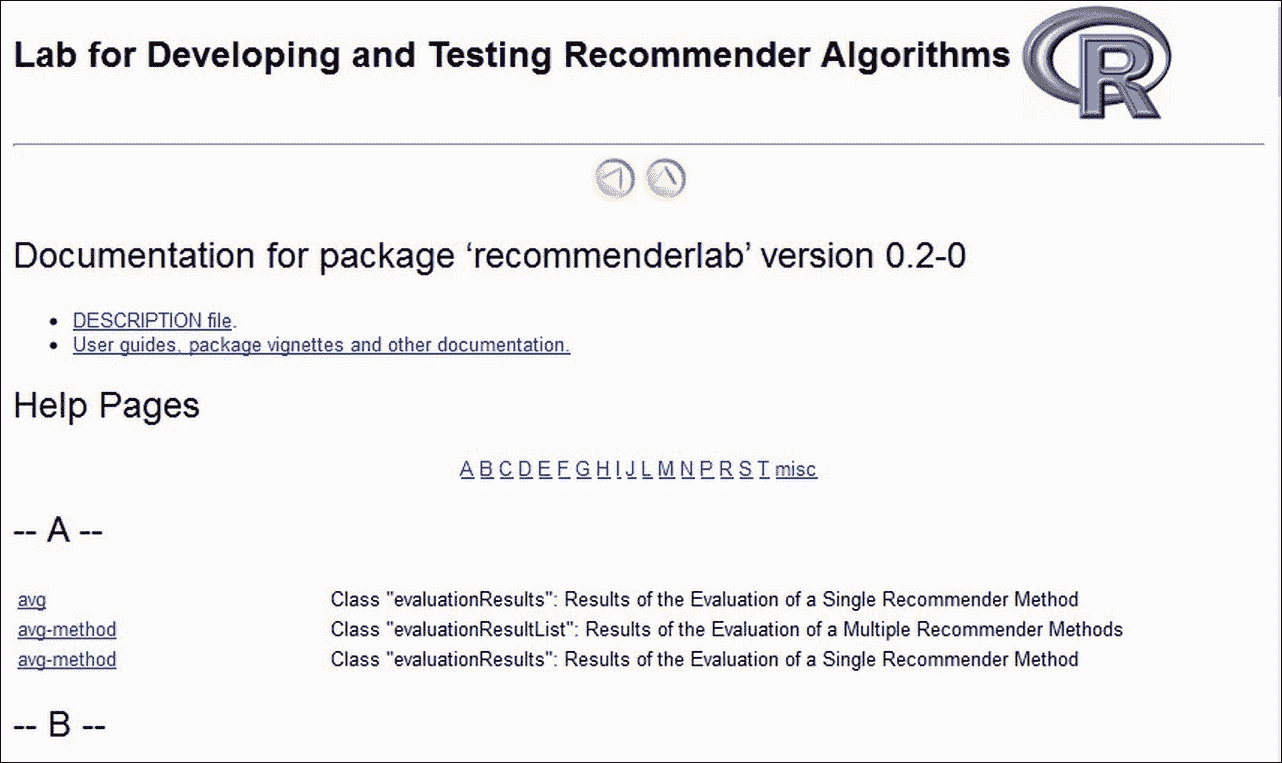 Lab for Developing and Testing Recommender Algorithms R
Documentation for package ‘recommenderlab’ version 0.2-0
• DESCRIPTION file.
• User guides, package vignettes and other documentation.
Help Pages
A B C D E F G H I J L M N P R S T misc
-- A --
avg Class "evaluationResults": Results of the Evaluation of a Single Recommender Method
avg-method Class "evaluationResultList": Results of the Evaluation of a Multiple Recommender Methods
avg-method Class "evaluationResults": Results of the Evaluation of a Single Recommender Method
-- B --